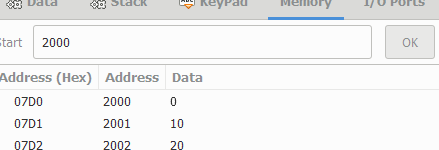 Data Stack KeyPad Memory I/O Ports
Start 2000 OK
Address (Hex) Address Data
07D0 2000 0
07D1 2001 10
07D2 2002 20